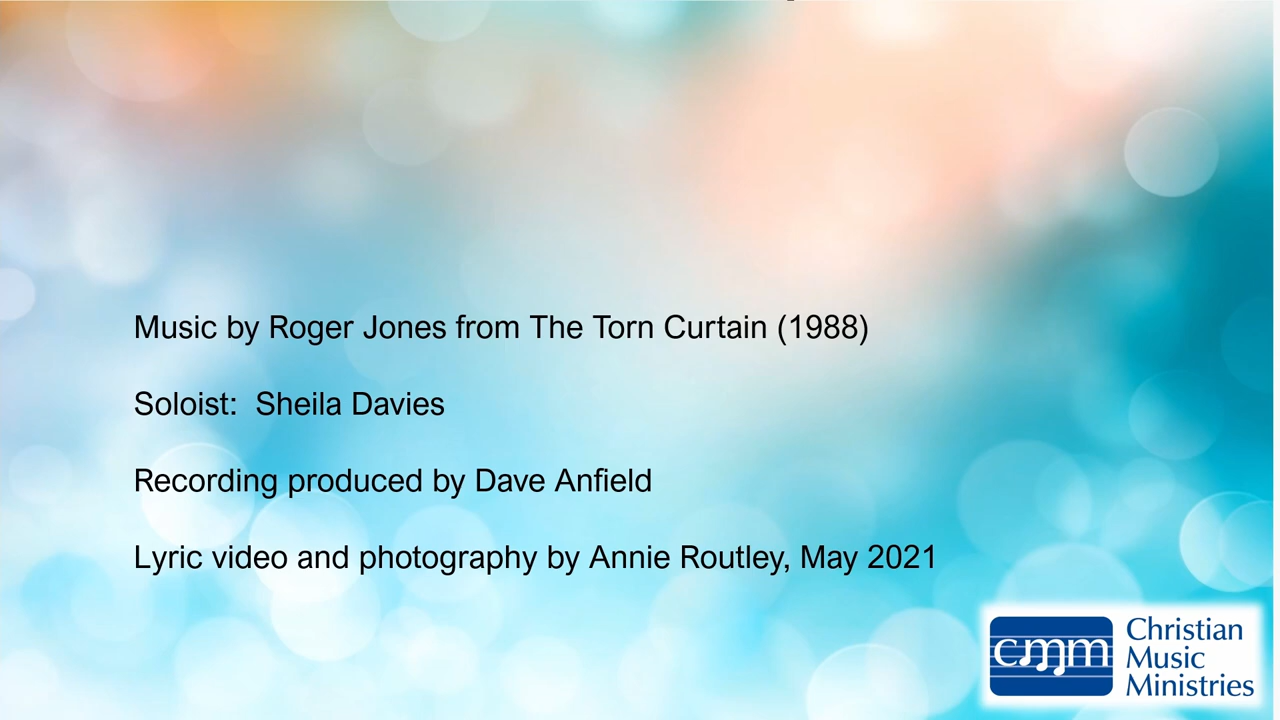 Music by Roger Jones from The Torn Curtain (1988)
Soloist:  Sheila Davies
Recording produced by Dave Anfield
Lyric video and photography by Annie Routley, May 2021
cmm
Christian
Music
Ministries